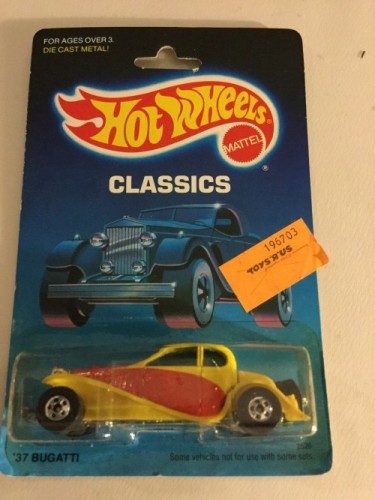 FOR AGES OVER 3.
DIE CAST METAL!
Hot Wheels
MATTEL
®
CLASSICS
196703
TOYS"R"US
'37 BUGATTI
Some vehicles not for use with some sets.